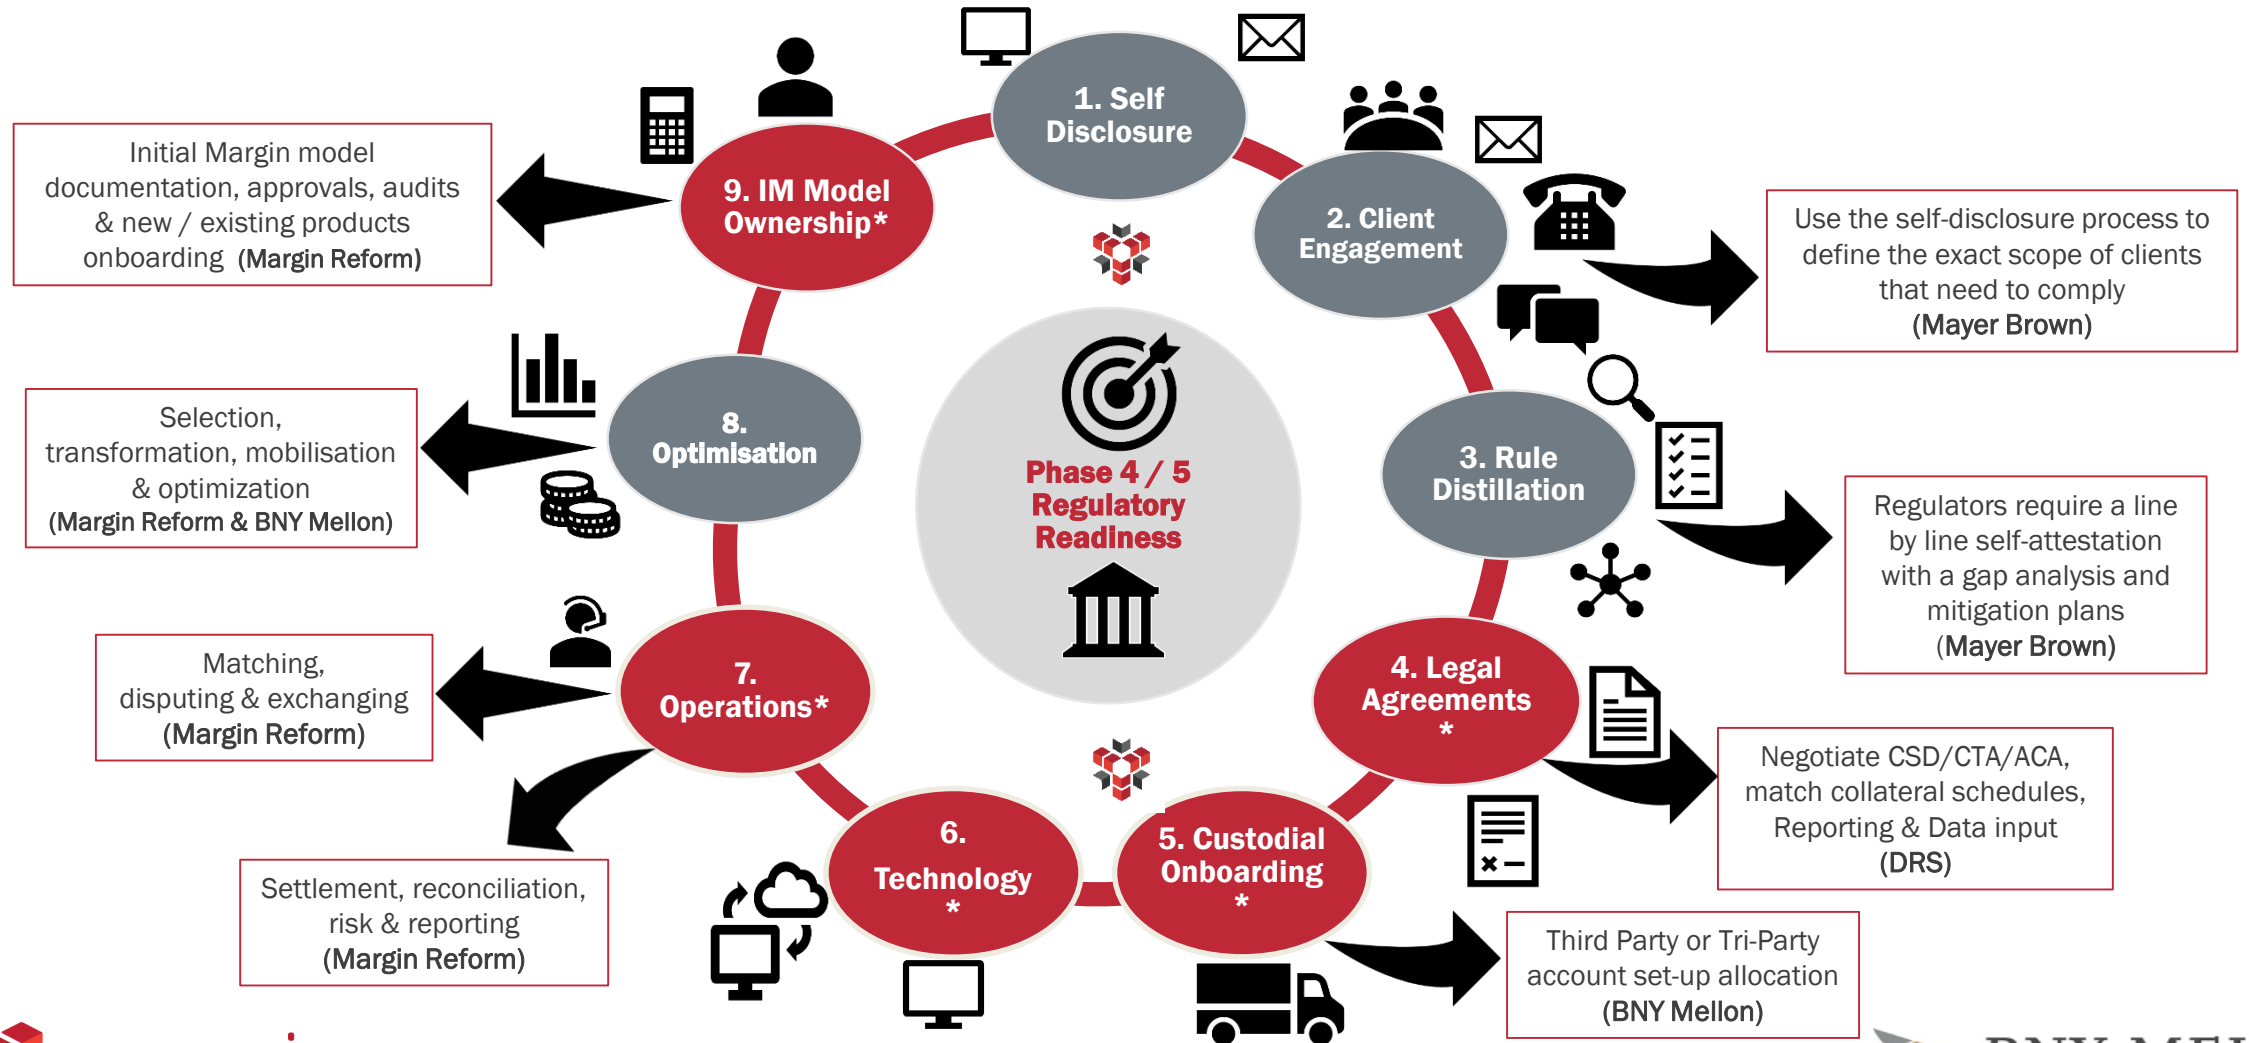 1. Self
Disclosure
2. Client
Engagement
Use the self-disclosure process to
define the exact scope of clients
that need to comply
(Mayer Brown)
3. Rule
Distillation
Regulators require a line
by line self-attestation
with a gap analysis and
mitigation plans
(Mayer Brown)
4. Legal
Agreements
*
Negotiate CSD/CTA/ACA,
match collateral schedules,
Reporting & Data input
(DRS)
5. Custodial
Onboarding
*
Third Party or Tri-Party
account set-up allocation
(BNY Mellon)
6.
Technology
*
7.
Operations*
Matching,
disputing & exchanging
(Margin Reform)
Settlement, reconciliation,
risk & reporting
(Margin Reform)
8.
Optimisation
Selection,
transformation, mobilisation
& optimization
(Margin Reform & BNY Mellon)
9. IM Model
Ownership*
Initial Margin model
documentation, approvals, audits
& new / existing products
onboarding (Margin Reform)
Phase 4 / 5
Regulatory
Readiness